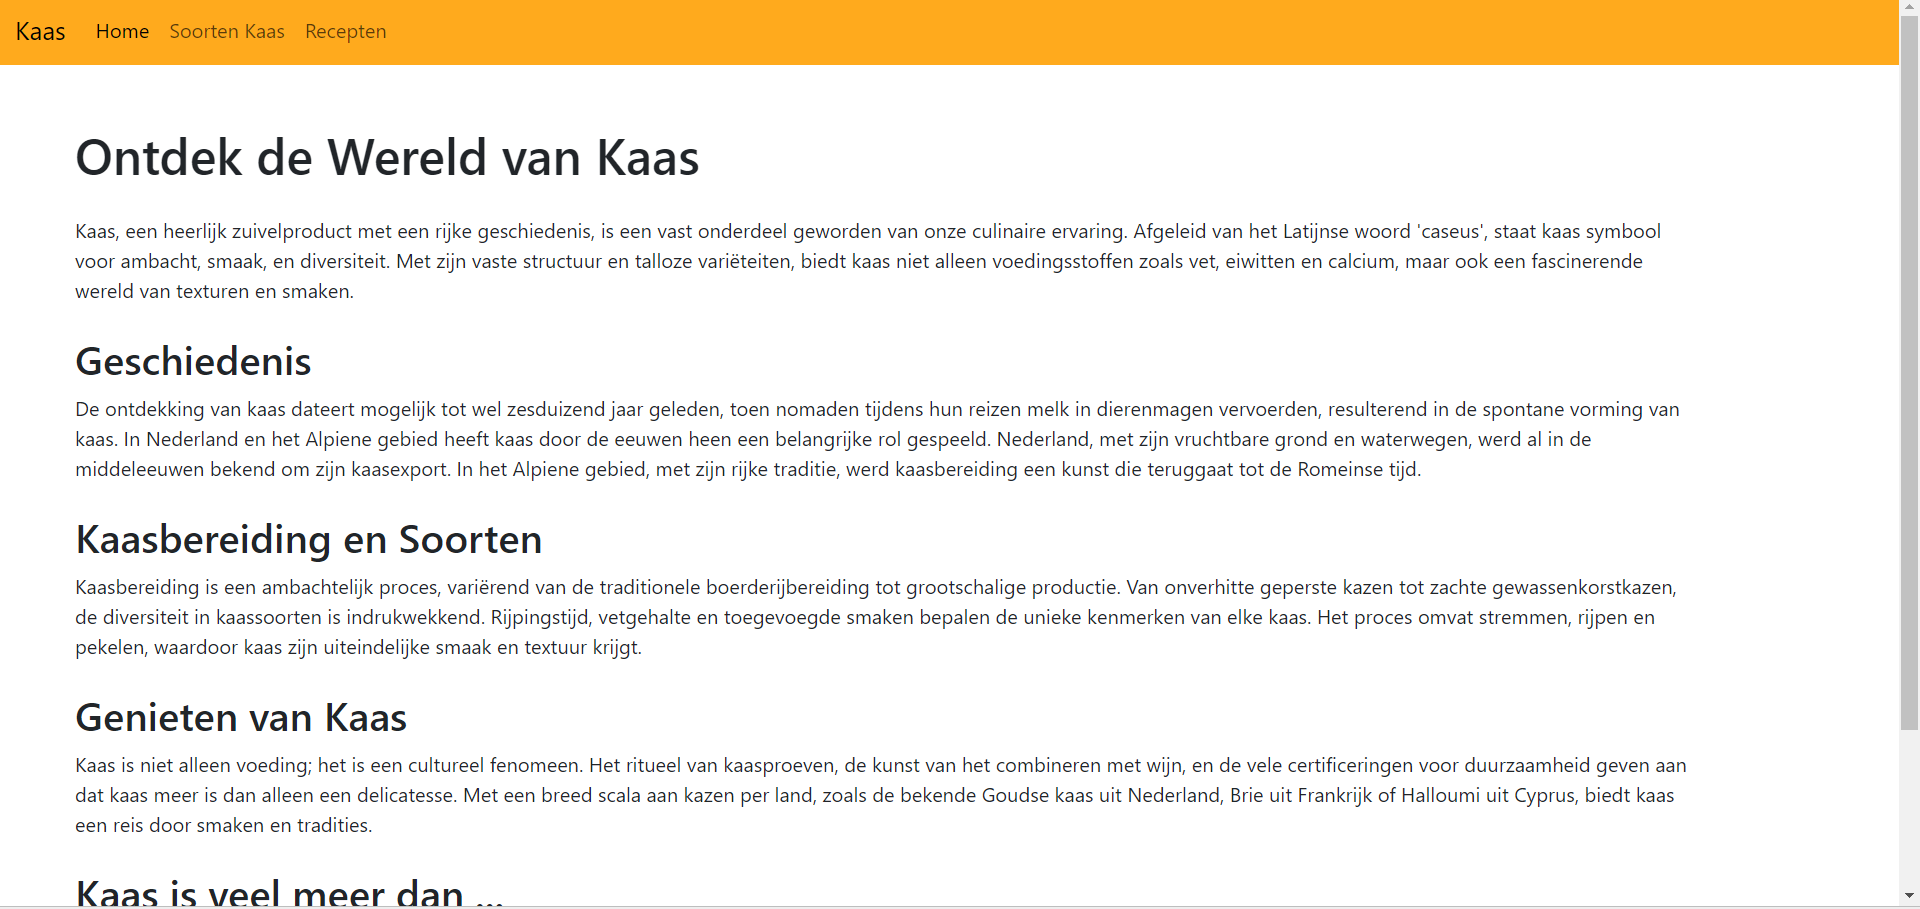 Kaas Home Soorten Kaas Recepten
Ontdek de Wereld van Kaas
Kaas, een heerlijk zuivelproduct met een rijke geschiedenis, is een vast onderdeel geworden van onze culinaire ervaring. Afgeleid van het Latijnse woord 'caseus', staat kaas symbool
voor ambacht, smaak, en diversiteit. Met zijn vaste structuur en talloze variëteiten, biedt kaas niet alleen voedingsstoffen zoals vet, eiwitten en calcium, maar ook een fascinerende
wereld van texturen en smaken.
Geschiedenis
De ontdekking van kaas dateert mogelijk tot wel zesduizend jaar geleden, toen nomaden tijdens hun reizen melk in dierenmagen vervoerden, resulterend in de spontane vorming van
kaas. In Nederland en het Alpiene gebied heeft kaas door de eeuwen heen een belangrijke rol gespeeld. Nederland, met zijn vruchtbare grond en waterwegen, werd al in de
middeleeuwen bekend om zijn kaasexport. In het Alpiene gebied, met zijn rijke traditie, werd kaasbereiding een kunst die teruggaat tot de Romeinse tijd.
Kaasbereiding en Soorten
Kaasbereiding is een ambachtelijk proces, variërend van de traditionele boerderijbereiding tot grootschalige productie. Van onverhitte geperste kazen tot zachte gewassenkorstkazen,
de diversiteit in kaassoorten is indrukwekkend. Rijpingstijd, vetgehalte en toegevoegde smaken bepalen de unieke kenmerken van elke kaas. Het proces omvat stremmen, rijpen en
pekelen, waardoor kaas zijn uiteindelijke smaak en textuur krijgt.
Genieten van Kaas
Kaas is niet alleen voeding; het is een cultureel fenomeen. Het ritueel van kaasproeven, de kunst van het combineren met wijn, en de vele certificeringen voor duurzaamheid geven aan
dat kaas meer is dan alleen een delicatesse. Met een breed scala aan kazen per land, zoals de bekende Goudse kaas uit Nederland, Brie uit Frankrijk of Halloumi uit Cyprus, biedt kaas
een reis door smaken en tradities.
Kaas is veel meer dan ...